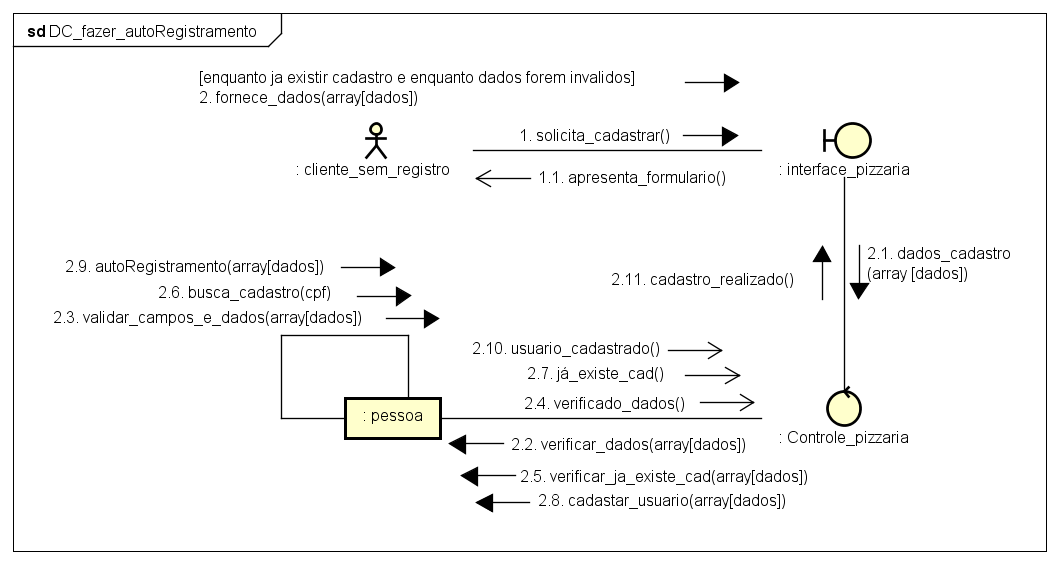 sd DC_fazer_autoRegistramento
[enquanto ja existir cadastro e enquanto dados forem invalidos]
2. fornece_dados(array[dados])
1. solicita_cadastrar()
: cliente_sem_registro
: interface_pizzaria
1.1. apresenta_formulario()
2.9. autoRegistramento(array[dados])
2.6. busca_cadastro(cpf)
2.3. validar_campos_e_dados(array[dados])
2.11. cadastro_realizado()
2.1. dados_cadastro
(array [dados])
2.10. usuario_cadastrado()
2.7. já_existe_cad()
2.4. verificado_dados()
: pessoa
: Controle_pizzaria
2.2. verificar_dados(array[dados])
2.5. verificar_ja_existe_cad(array[dados])
2.8. cadastar_usuario(array[dados])